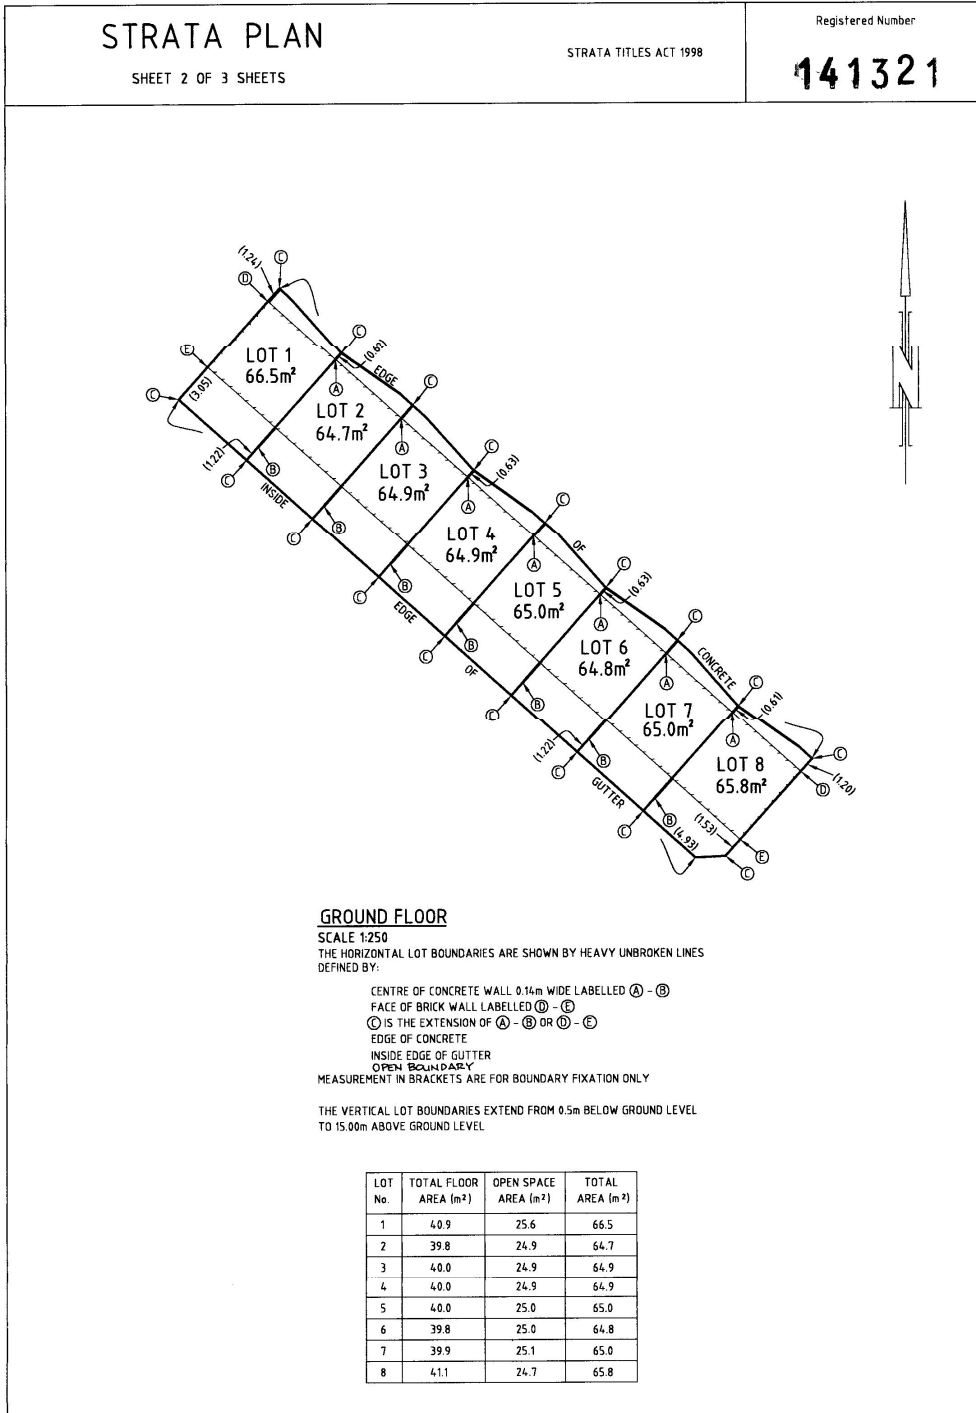 STRATA PLAN
SHEET 2 OF 3 SHEETS
STRATA TITLES ACT 1998
Registered Number
141321
(1.24)
C
D
E
C
(3.05)
LOT 1
66.5m²
C
(0.62)
A
EDGE
LOT 2
64.7m²
C
A
(1.22)
B
C
INSIDE
LOT 3
64.9m²
C
(0.63)
A
B
C
LOT 4
64.9m²
C
A
OF
B
C
EDGE
LOT 5
65.0m²
C
(0.63)
A
B
C
OF
LOT 6
64.8m²
C
A
CONCRETE
B
C
LOT 7
65.0m²
C
(0.61)
A
(1.22)
B
C
GUTTER
LOT 8
65.8m²
C
(1.20)
D
B
C
(4.93)
(1.53)
E
C
N
GROUND FLOOR
SCALE 1:250
THE HORIZONTAL LOT BOUNDARIES ARE SHOWN BY HEAVY UNBROKEN LINES
DEFINED BY:
CENTRE OF CONCRETE WALL 0.14m WIDE LABELLED A - B
FACE OF BRICK WALL LABELLED D - E
C IS THE EXTENSION OF A - B OR D - E
EDGE OF CONCRETE
INSIDE EDGE OF GUTTER
OPEN BOUNDARY
MEASUREMENT IN BRACKETS ARE FOR BOUNDARY FIXATION ONLY
THE VERTICAL LOT BOUNDARIES EXTEND FROM 0.5m BELOW GROUND LEVEL
TO 15.00m ABOVE GROUND LEVEL
LOT No. TOTAL FLOOR AREA (m²) OPEN SPACE AREA (m²) TOTAL AREA (m²)
1 40.9 25.6 66.5
2 39.8 24.9 64.7
3 40.0 24.9 64.9
4 40.0 24.9 64.9
5 40.0 25.0 65.0
6 39.8 25.0 64.8
7 39.9 25.1 65.0
8 41.1 24.7 65.8